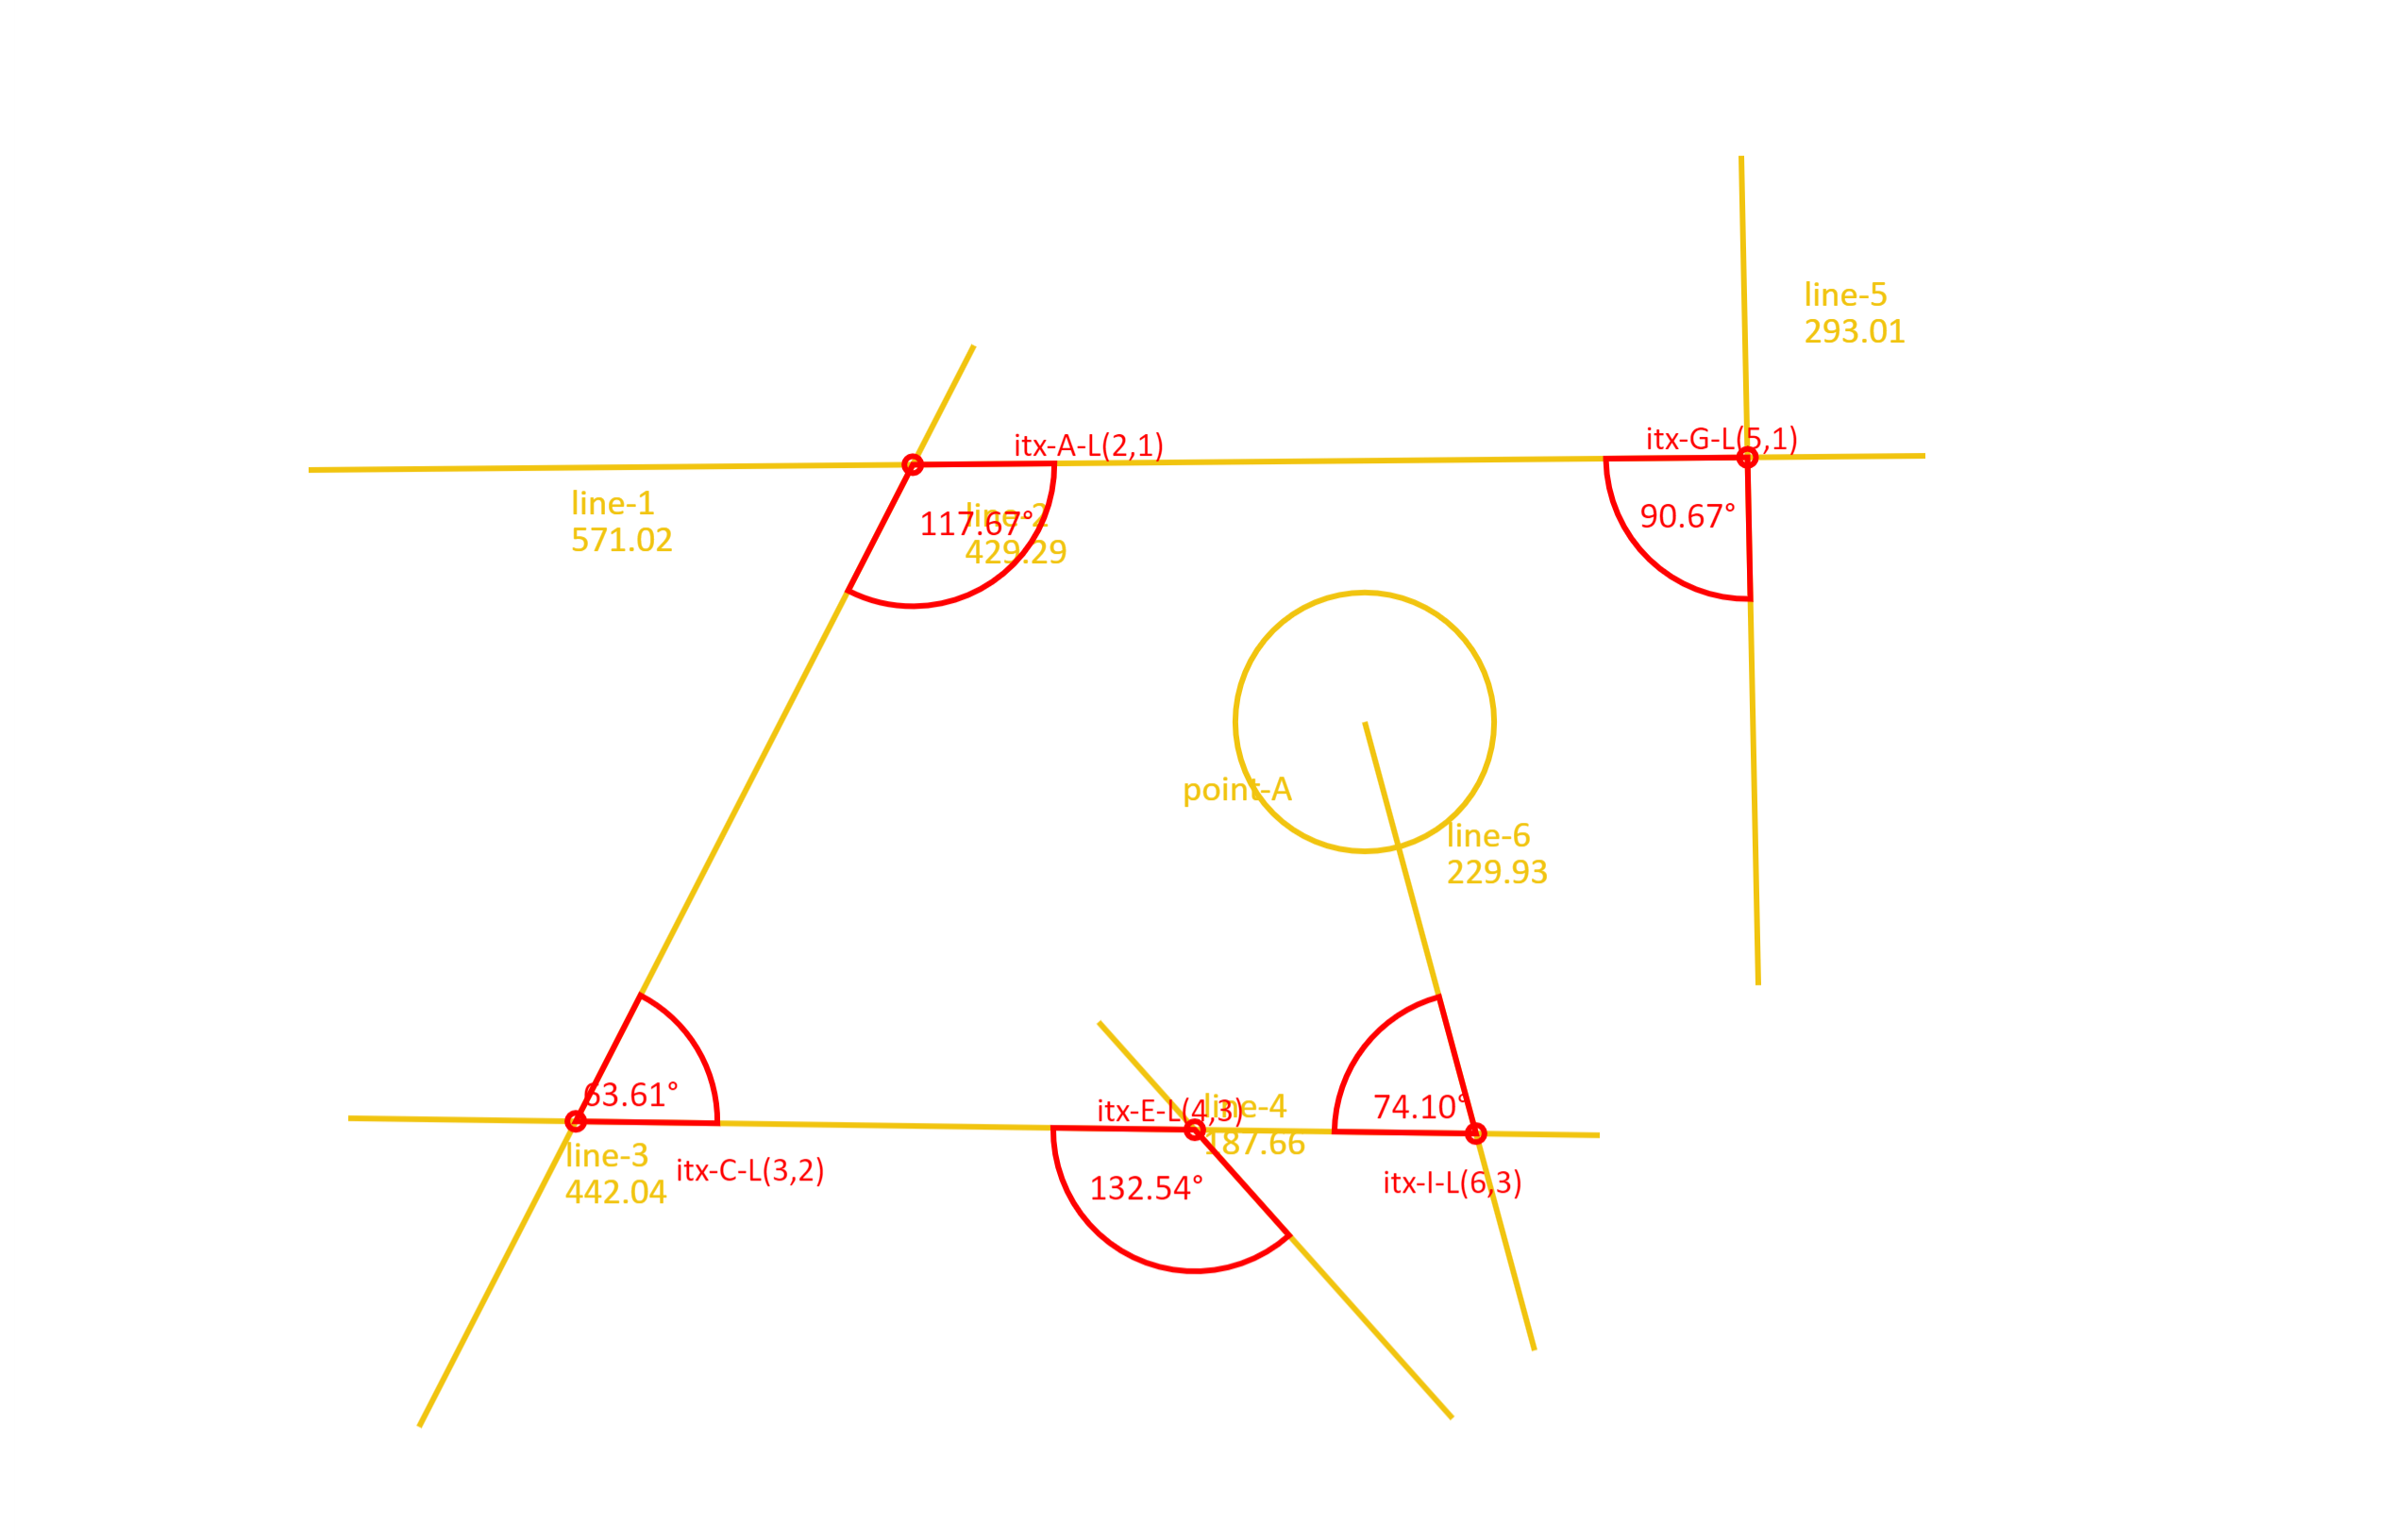 line-5
293.01
itx-A-L(2,1)
itx-G-L(5,1)
line-1
571.02
117.67°
line-2
429.29
90.67°
point-A
line-6
229.93
63.61°
itx-E-L(4,3)
line-4
187.66
74.10°
line-3
442.04
itx-C-L(3,2)
132.54°
itx-I-L(6,3)